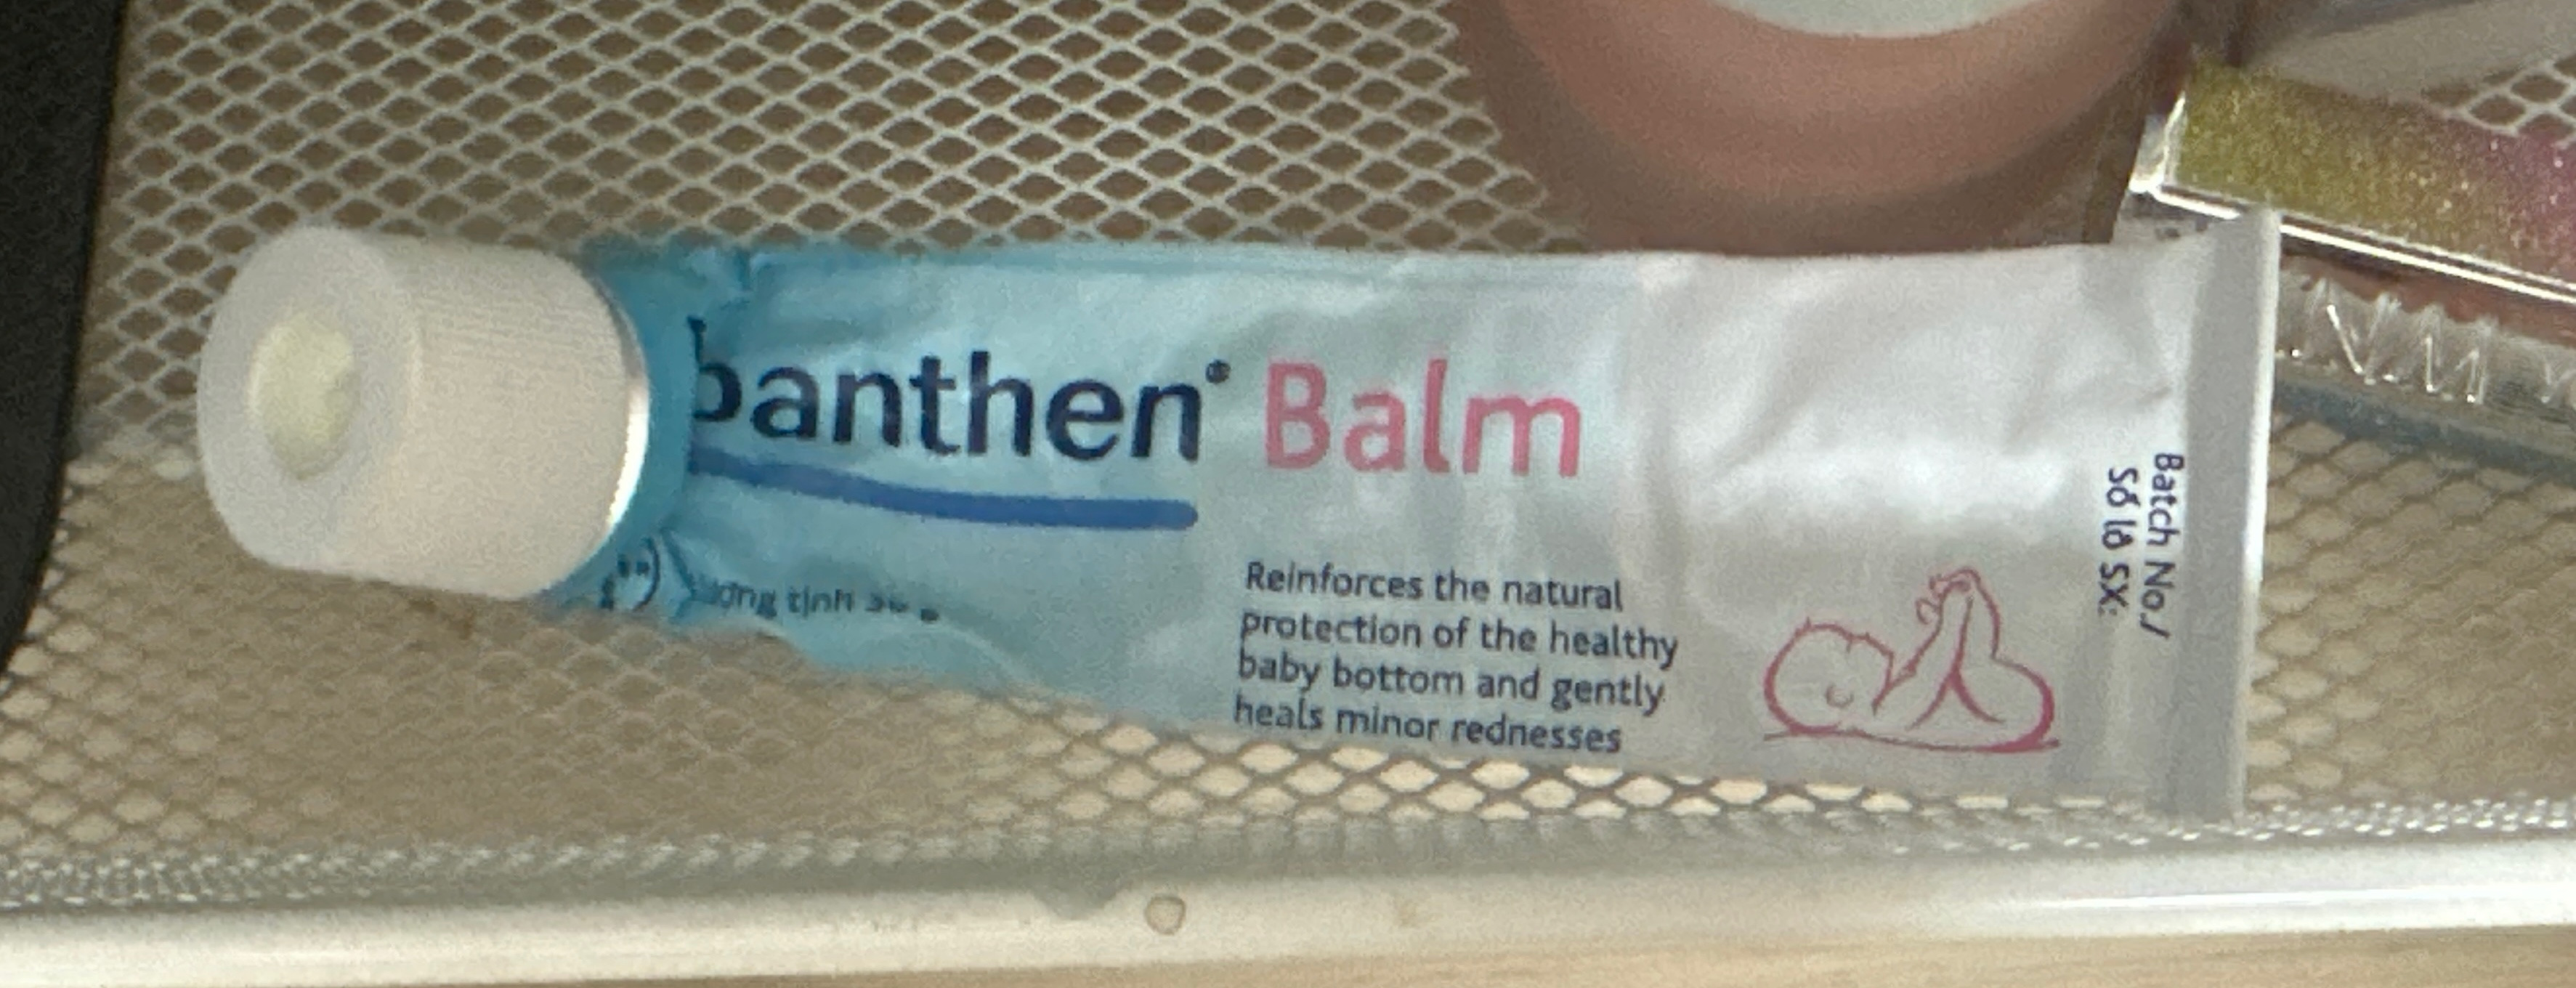 panthen® Balm
Reinforces the natural
protection of the healthy
baby bottom and gently
heals minor rednesses
Batch No./
Số lô SX: